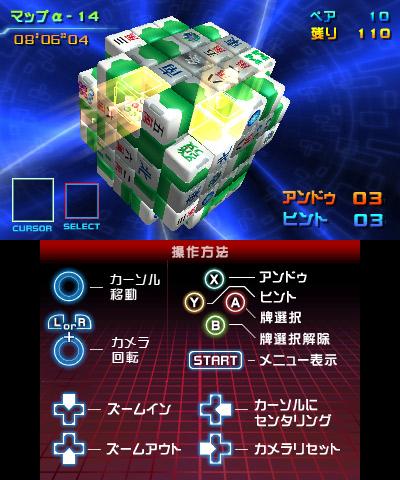 マップα-14
08'06"04
ペア 10
残り 110
CURSOR
SELECT
アンドゥ 03
ヒント 03
操作方法
カーソル
移動
L or R
+
カメラ
回転
X アンドゥ
Y ヒント
A 牌選択
B 牌選択解除
START メニュー表示
ズームイン
カーソルに
センタリング
ズームアウト
カメラリセット